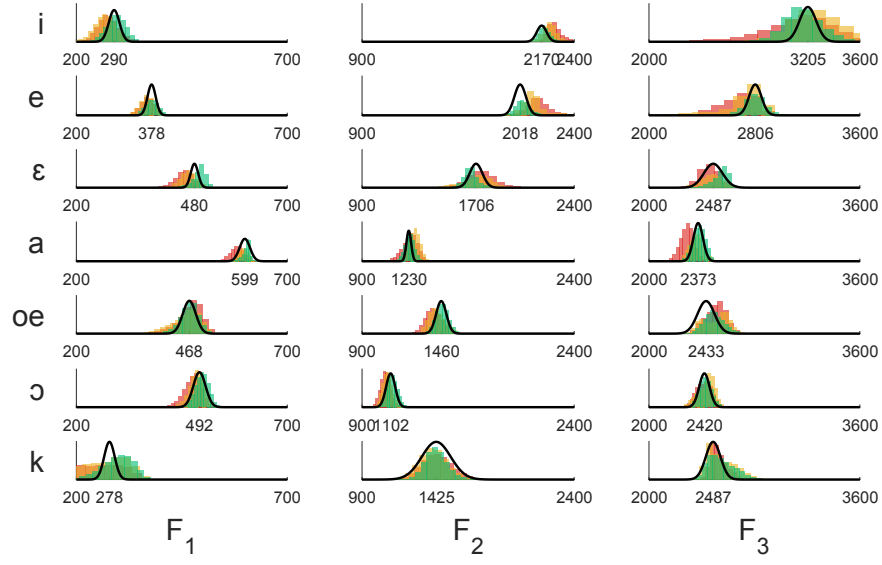 i
200 290 700 900 2170 2400 2000 3205 3600
e
200 378 700 900 2018 2400 2000 2806 3600
ε
200 480 700 900 1706 2400 2000 2487 3600
a
200 599 700 900 1230 2400 2000 2373 3600
oe
200 468 700 900 1460 2400 2000 2433 3600
ɔ
200 492 700 900 1102 2400 2000 2420 3600
k
200 278 700 900 1425 2400 2000 2487 3600
F₁ F₂ F₃